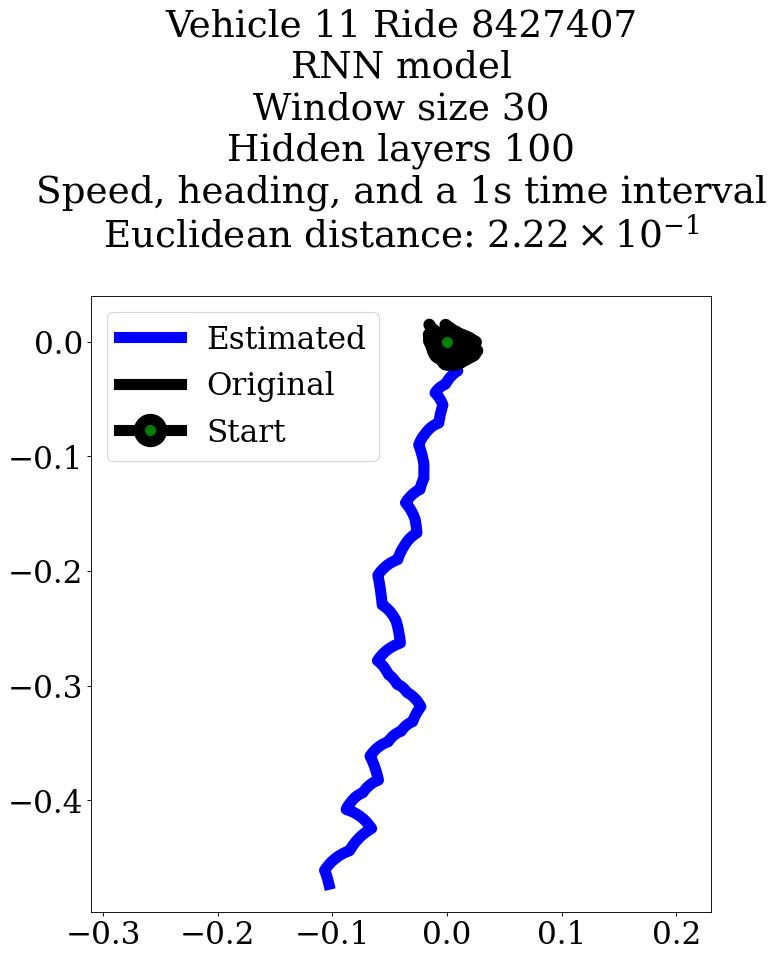 Vehicle 11 Ride 8427407
RNN model
Window size 30
Hidden layers 100
Speed, heading, and a 1s time interval
Euclidean distance: 2.22 × 10⁻¹
Estimated
Original
Start
0.0
−0.1
−0.2
−0.3
−0.4
−0.3 −0.2 −0.1 0.0 0.1 0.2